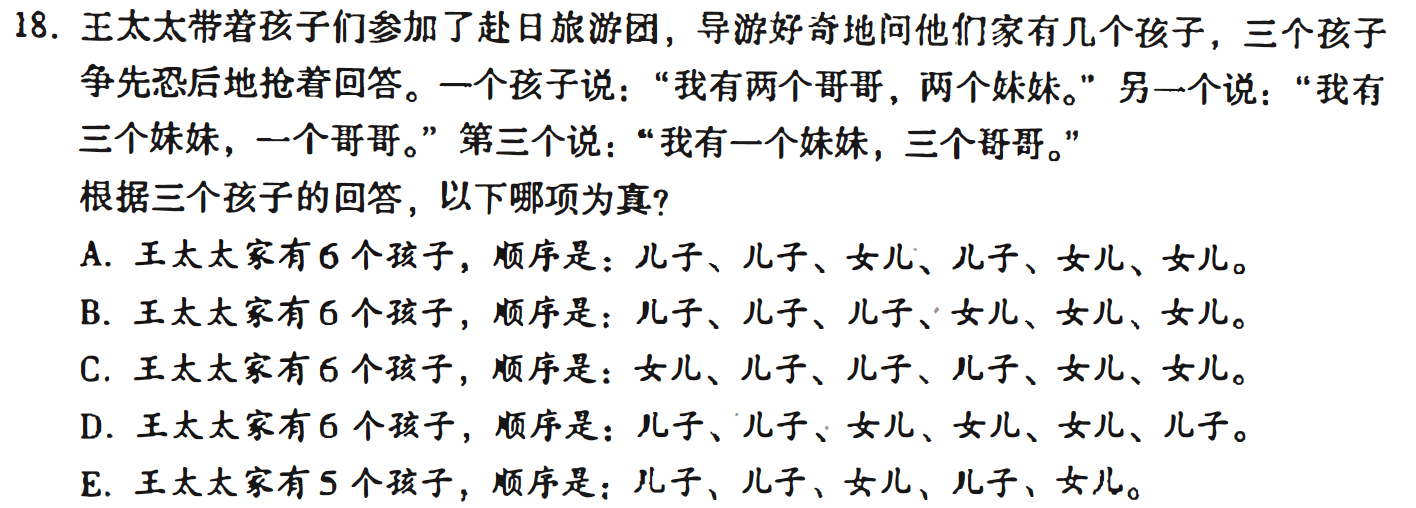 18. 王太太带着孩子们参加了赴日旅游团，导游好奇地问他们家有几个孩子，三个孩子
争先恐后地抢着回答。一个孩子说：“我有两个哥哥，两个妹妹。”另一个说：“我有
三个妹妹，一个哥哥。”第三个说：“我有一个妹妹，三个哥哥。”
根据三个孩子的回答，以下哪项为真?
A. 王太太家有6个孩子，顺序是：儿子、儿子、女儿、儿子、女儿、女儿。
B. 王太太家有6个孩子，顺序是：儿子、儿子、儿子、女儿、女儿、女儿。
C. 王太太家有6个孩子，顺序是：女儿、儿子、儿子、儿子、女儿、女儿。
D. 王太太家有6个孩子，顺序是：儿子、儿子、女儿、女儿、女儿、儿子。
E. 王太太家有5个孩子，顺序是：儿子、儿子、女儿、儿子、女儿。